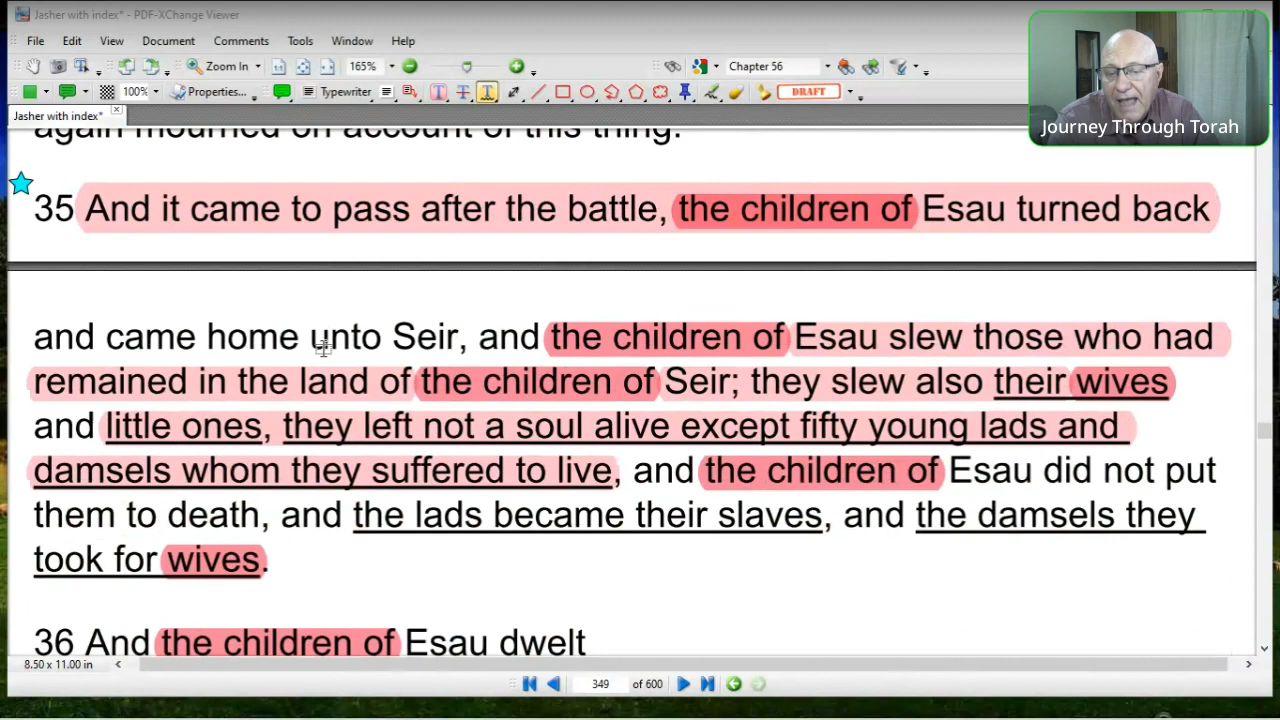 Jasher with index* - PDF-XChange Viewer
File Edit View Document Comments Tools Window Help
Zoom In 165% Chapter 56
100% Properties... Typewriter DRAFT
Jasher with index*
Journey Through Torah
again mourned on account of this thing.
35 And it came to pass after the battle, the children of Esau turned back
and came home unto Seir, and the children of Esau slew those who had
remained in the land of the children of Seir; they slew also their wives
and little ones, they left not a soul alive except fifty young lads and
damsels whom they suffered to live, and the children of Esau did not put
them to death, and the lads became their slaves, and the damsels they
took for wives.
36 And the children of Esau dwelt
8.50 x 11.00 in
349 of 600